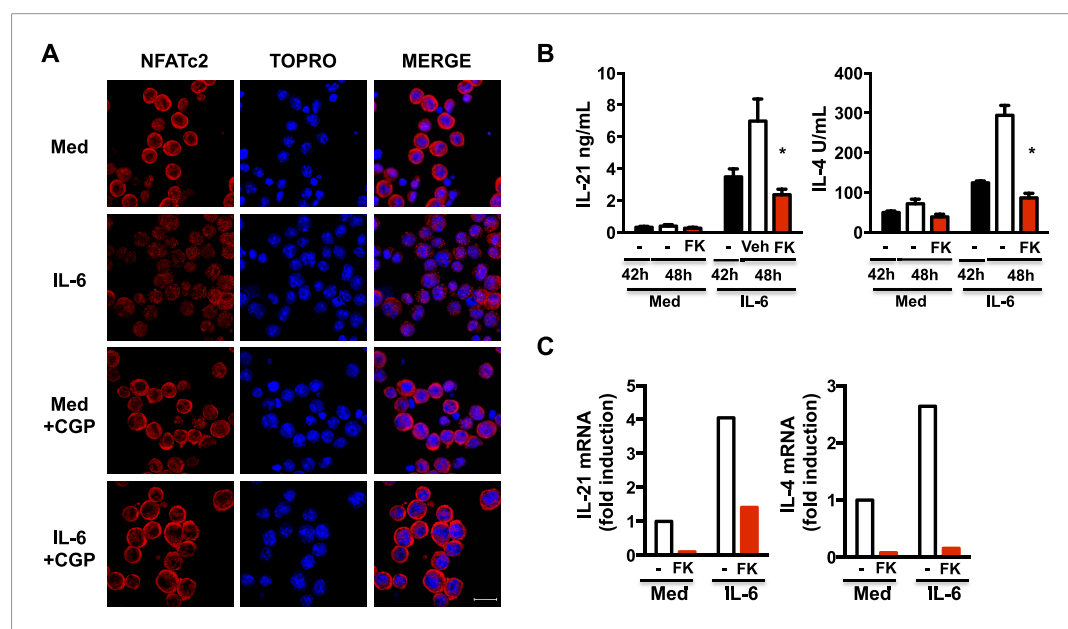 A
NFATc2 TOPRO MERGE
Med
IL-6
Med
+CGP
IL-6
+CGP
B
IL-21 ng/mL
10
8
6
4
2
0
*
- - FK - Veh FK
42h 48h 42h 48h
Med IL-6
IL-4 U/mL
400
300
200
100
0
*
- - FK - - FK
42h 48h 42h 48h
Med IL-6
C
IL-21 mRNA
(fold induction)
5
4
3
2
1
0
- FK - FK
Med IL-6
IL-4 mRNA
(fold induction)
3
2
1
0
- FK - FK
Med IL-6